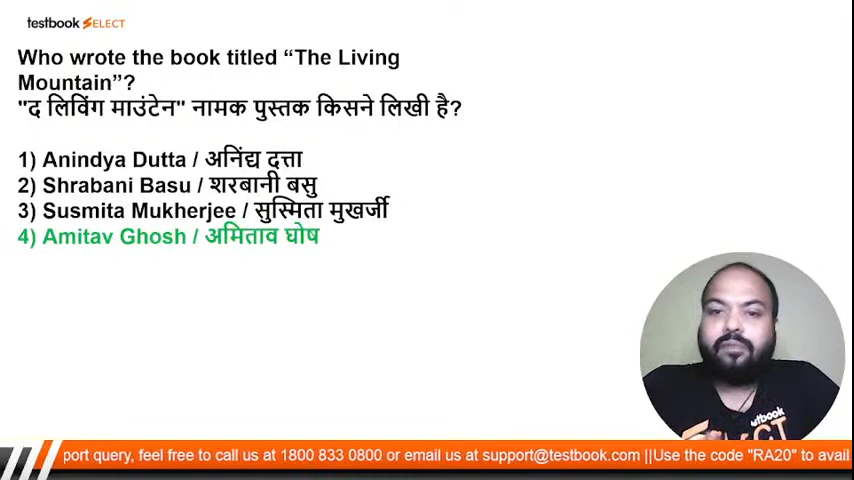 testbook SELECT
Who wrote the book titled “The Living
Mountain”?
"द लिविंग माउंटेन" नामक पुस्तक किसने लिखी है?
1) Anindya Dutta / अनिंद्य दत्ता
2) Shrabani Basu / शरबानी बसु
3) Susmita Mukherjee / सुस्मिता मुखर्जी
4) Amitav Ghosh / अमिताव घोष
testbook
port query, feel free to call us at 1800 833 0800 or email us at support@testbook.com ||Use the code "RA20" to avail